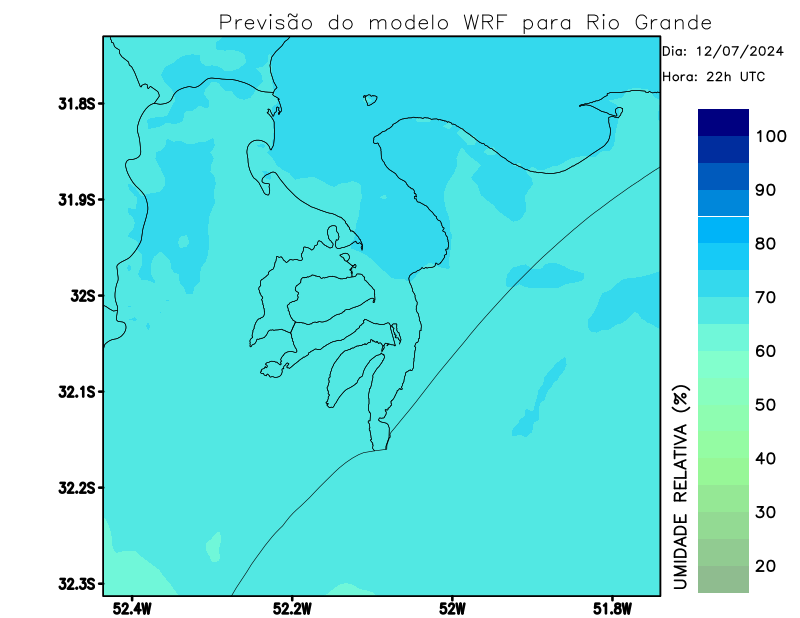 Previsão do modelo WRF para Rio Grande
Dia: 12/07/2024
Hora: 22h UTC
31.8S
31.9S
32S
32.1S
32.2S
32.3S
52.4W
52.2W
52W
51.8W
UMIDADE RELATIVA (%)
100
90
80
70
60
50
40
30
20